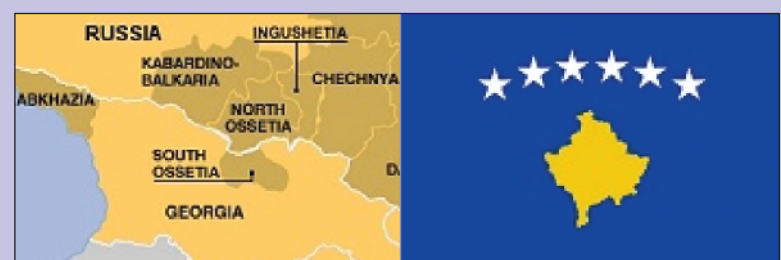 RUSSIA
INGUSHETIA
KABARDINO-
BALKARIA
CHECHNYA
ABKHAZIA
NORTH
OSSETIA
SOUTH
OSSETIA
D
GEORGIA